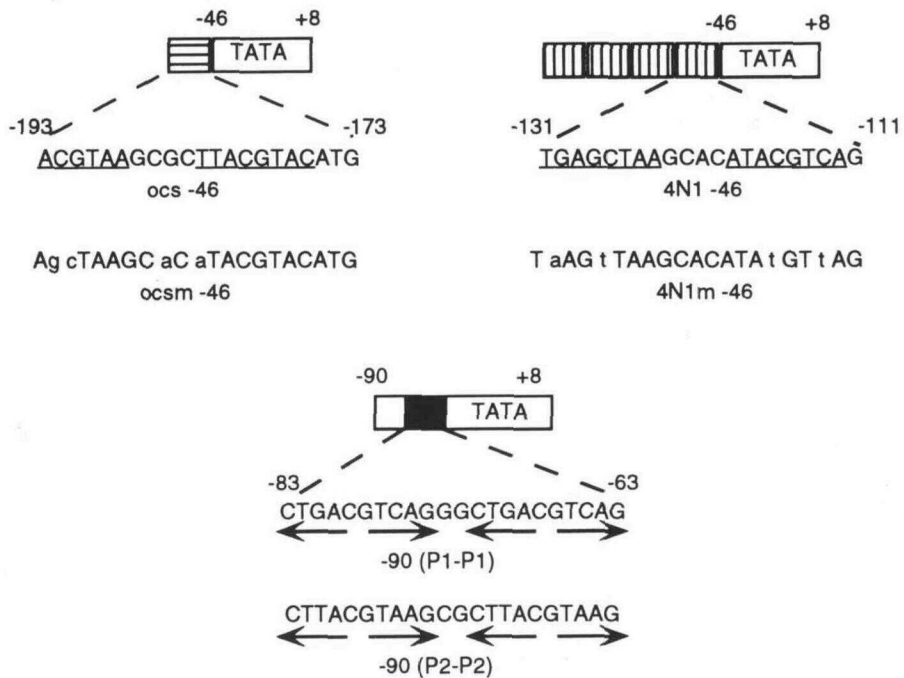 -46 +8
TATA
-193 -173
ACGTAAGCGCTTACGTACATG
ocs -46
Ag cTAAGC aC aTACGTACATG
ocsm -46
-46 +8
TATA
-131 -111
TGAGCTAAGCACATACGTCAG
4N1 -46
T aAG t TAAGCACATA t GT t AG
4N1m -46
-90 +8
TATA
-83 -63
CTGACGTCAGGGCTGACGTCAG
-90 (P1-P1)
CTTACGTAAGCGCTTACGTAAG
-90 (P2-P2)